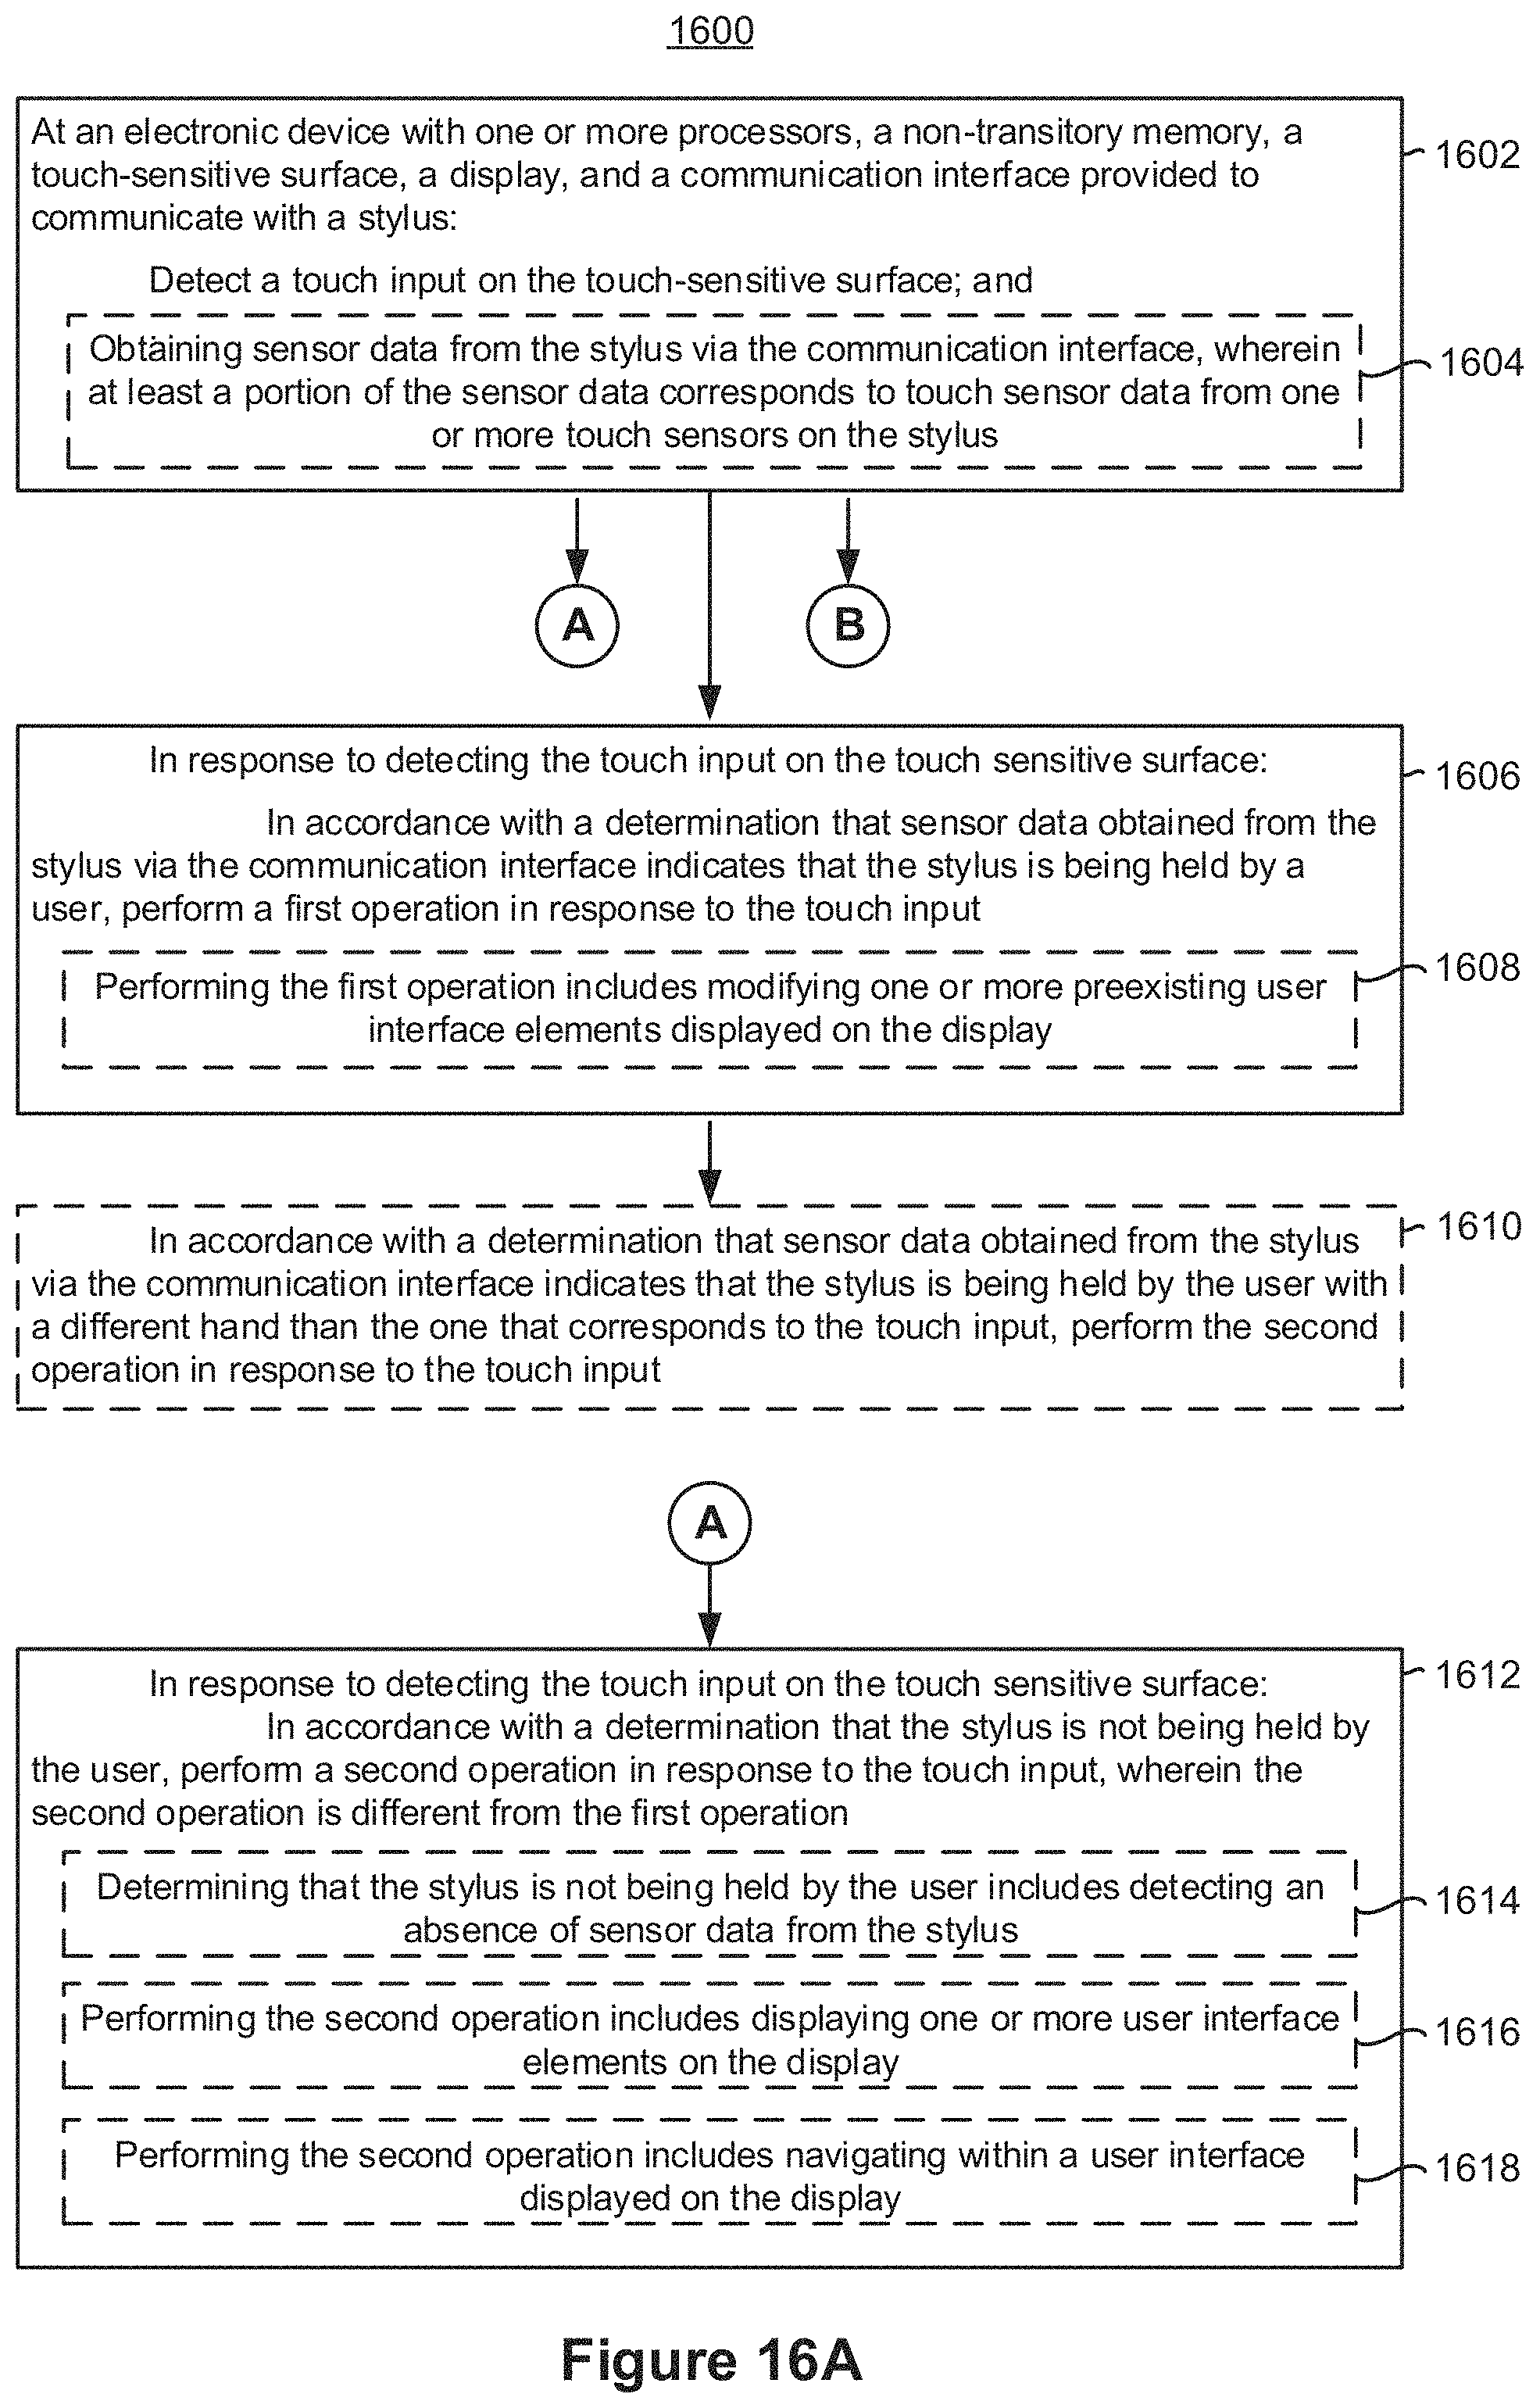 1600
At an electronic device with one or more processors, a non-transitory memory, a
touch-sensitive surface, a display, and a communication interface provided to
communicate with a stylus:
1602
Detect a touch input on the touch-sensitive surface; and
Obtaining sensor data from the stylus via the communication interface, wherein
at least a portion of the sensor data corresponds to touch sensor data from one
or more touch sensors on the stylus
1604
A
B
In response to detecting the touch input on the touch sensitive surface:
1606
In accordance with a determination that sensor data obtained from the
stylus via the communication interface indicates that the stylus is being held by a
user, perform a first operation in response to the touch input
Performing the first operation includes modifying one or more preexisting user
interface elements displayed on the display
1608
In accordance with a determination that sensor data obtained from the stylus
via the communication interface indicates that the stylus is being held by the user with
a different hand than the one that corresponds to the touch input, perform the second
operation in response to the touch input
1610
A
In response to detecting the touch input on the touch sensitive surface:
1612
In accordance with a determination that the stylus is not being held by
the user, perform a second operation in response to the touch input, wherein the
second operation is different from the first operation
Determining that the stylus is not being held by the user includes detecting an
absence of sensor data from the stylus
1614
Performing the second operation includes displaying one or more user interface
elements on the display
1616
Performing the second operation includes navigating within a user interface
displayed on the display
1618
Figure 16A